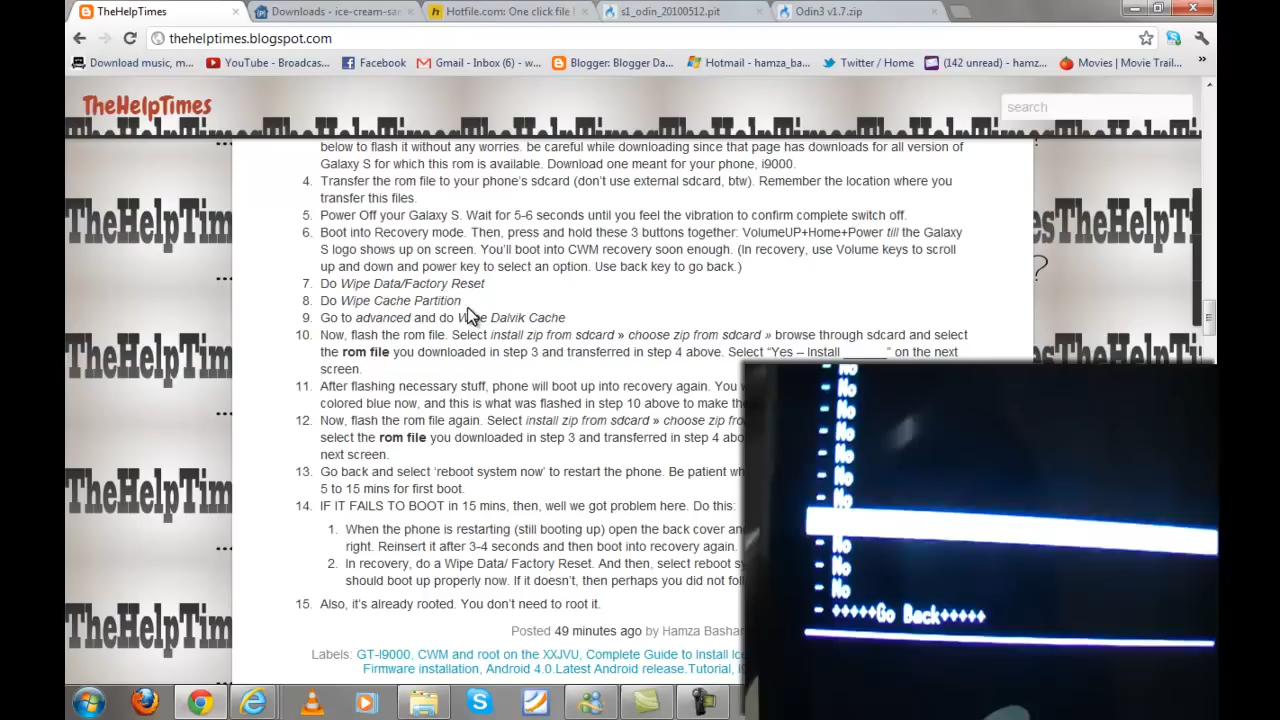 TheHelpTimes
Downloads - ice-cream-san
Hotfile.com: One click file
s1_odin_20100512.pit
Odin3 v1.7.zip
thehelptimes.blogspot.com
Download music, m...
YouTube - Broadcas...
Facebook
Gmail - Inbox (6) - w...
Blogger: Blogger Da...
Hotmail - hamza_ba...
Twitter / Home
(142 unread) - hamz...
Movies | Movie Trail...
TheHelpTimes
search
below to flash it without any worries. be careful while downloading since that page has downloads for all version of
Galaxy S for which this rom is available. Download one meant for your phone, i9000.
4. Transfer the rom file to your phone's sdcard (don't use external sdcard, btw). Remember the location where you
transfer this files.
5. Power Off your Galaxy S. Wait for 5-6 seconds until you feel the vibration to confirm complete switch off.
6. Boot into Recovery mode. Then, press and hold these 3 buttons together: VolumeUP+Home+Power till the Galaxy
S logo shows up on screen. You'll boot into CWM recovery soon enough. (In recovery, use Volume keys to scroll
up and down and power key to select an option. Use back key to go back.)
7. Do Wipe Data/Factory Reset
8. Do Wipe Cache Partition
9. Go to advanced and do Wipe Dalvik Cache
10. Now, flash the rom file. Select install zip from sdcard » choose zip from sdcard » browse through sdcard and select
the rom file you downloaded in step 3 and transferred in step 4 above. Select “Yes – Install _______” on the next
screen.
11. After flashing necessary stuff, phone will boot up into recovery again. You
colored blue now, and this is what was flashed in step 10 above to make the
12. Now, flash the rom file again. Select install zip from sdcard » choose zip fro
select the rom file you downloaded in step 3 and transferred in step 4 abo
next screen.
13. Go back and select ‘reboot system now’ to restart the phone. Be patient wh
5 to 15 mins for first boot.
14. IF IT FAILS TO BOOT in 15 mins, then, well we got problem here. Do this:
1. When the phone is restarting (still booting up) open the back cover an
right. Reinsert it after 3-4 seconds and then boot into recovery again.
2. In recovery, do a Wipe Data/ Factory Reset. And then, select reboot sy
should boot up properly now. If it doesn't, then perhaps you did not fol
15. Also, it's already rooted. You don't need to root it.
Posted 49 minutes ago by Hamza Bashar
Labels: GT-I9000, CWM and root on the XXJVU, Complete Guide to Install Ice
Firmware installation, Android 4.0.Latest Android release.Tutorial, i
- No
- No
- No
- No
- No
- No
- No
- No
- No
- No
- +++++Go Back+++++